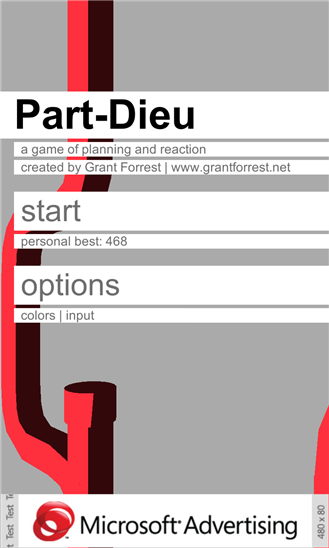 Part-Dieu
a game of planning and reaction
created by Grant Forrest | www.grantforrest.net
start
personal best: 468
options
colors | input
Test Test
Microsoft Advertising
480 x 80